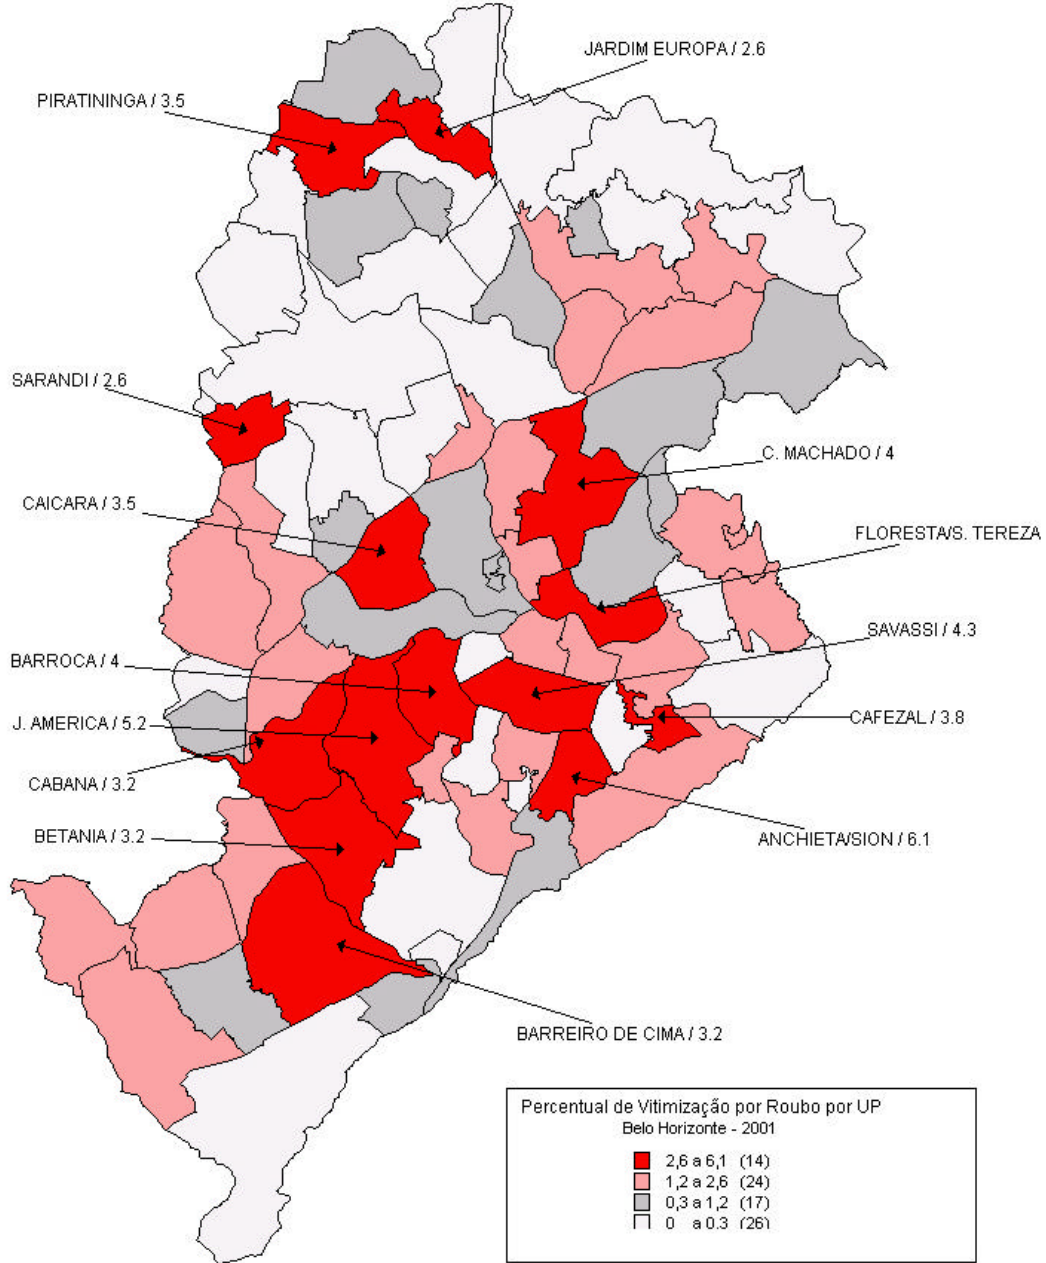 JARDIM EUROPA / 2.6
PIRATININGA / 3.5
SARANDI / 2.6
C. MACHADO / 4
CAICARA / 3.5
FLORESTA/S. TEREZA
SAVASSI / 4.3
BARROCA / 4
J. AMERICA / 5.2
CAFEZAL / 3.8
CABANA / 3.2
BETANIA / 3.2
ANCHIETA/SION / 6.1
BARREIRO DE CIMA / 3.2
Percentual de Vitimização por Roubo por UP
Belo Horizonte - 2001
2,6 a 6,1 (14)
1,2 a 2,6 (24)
0,3 a 1,2 (17)
0 a 0,3 (26)